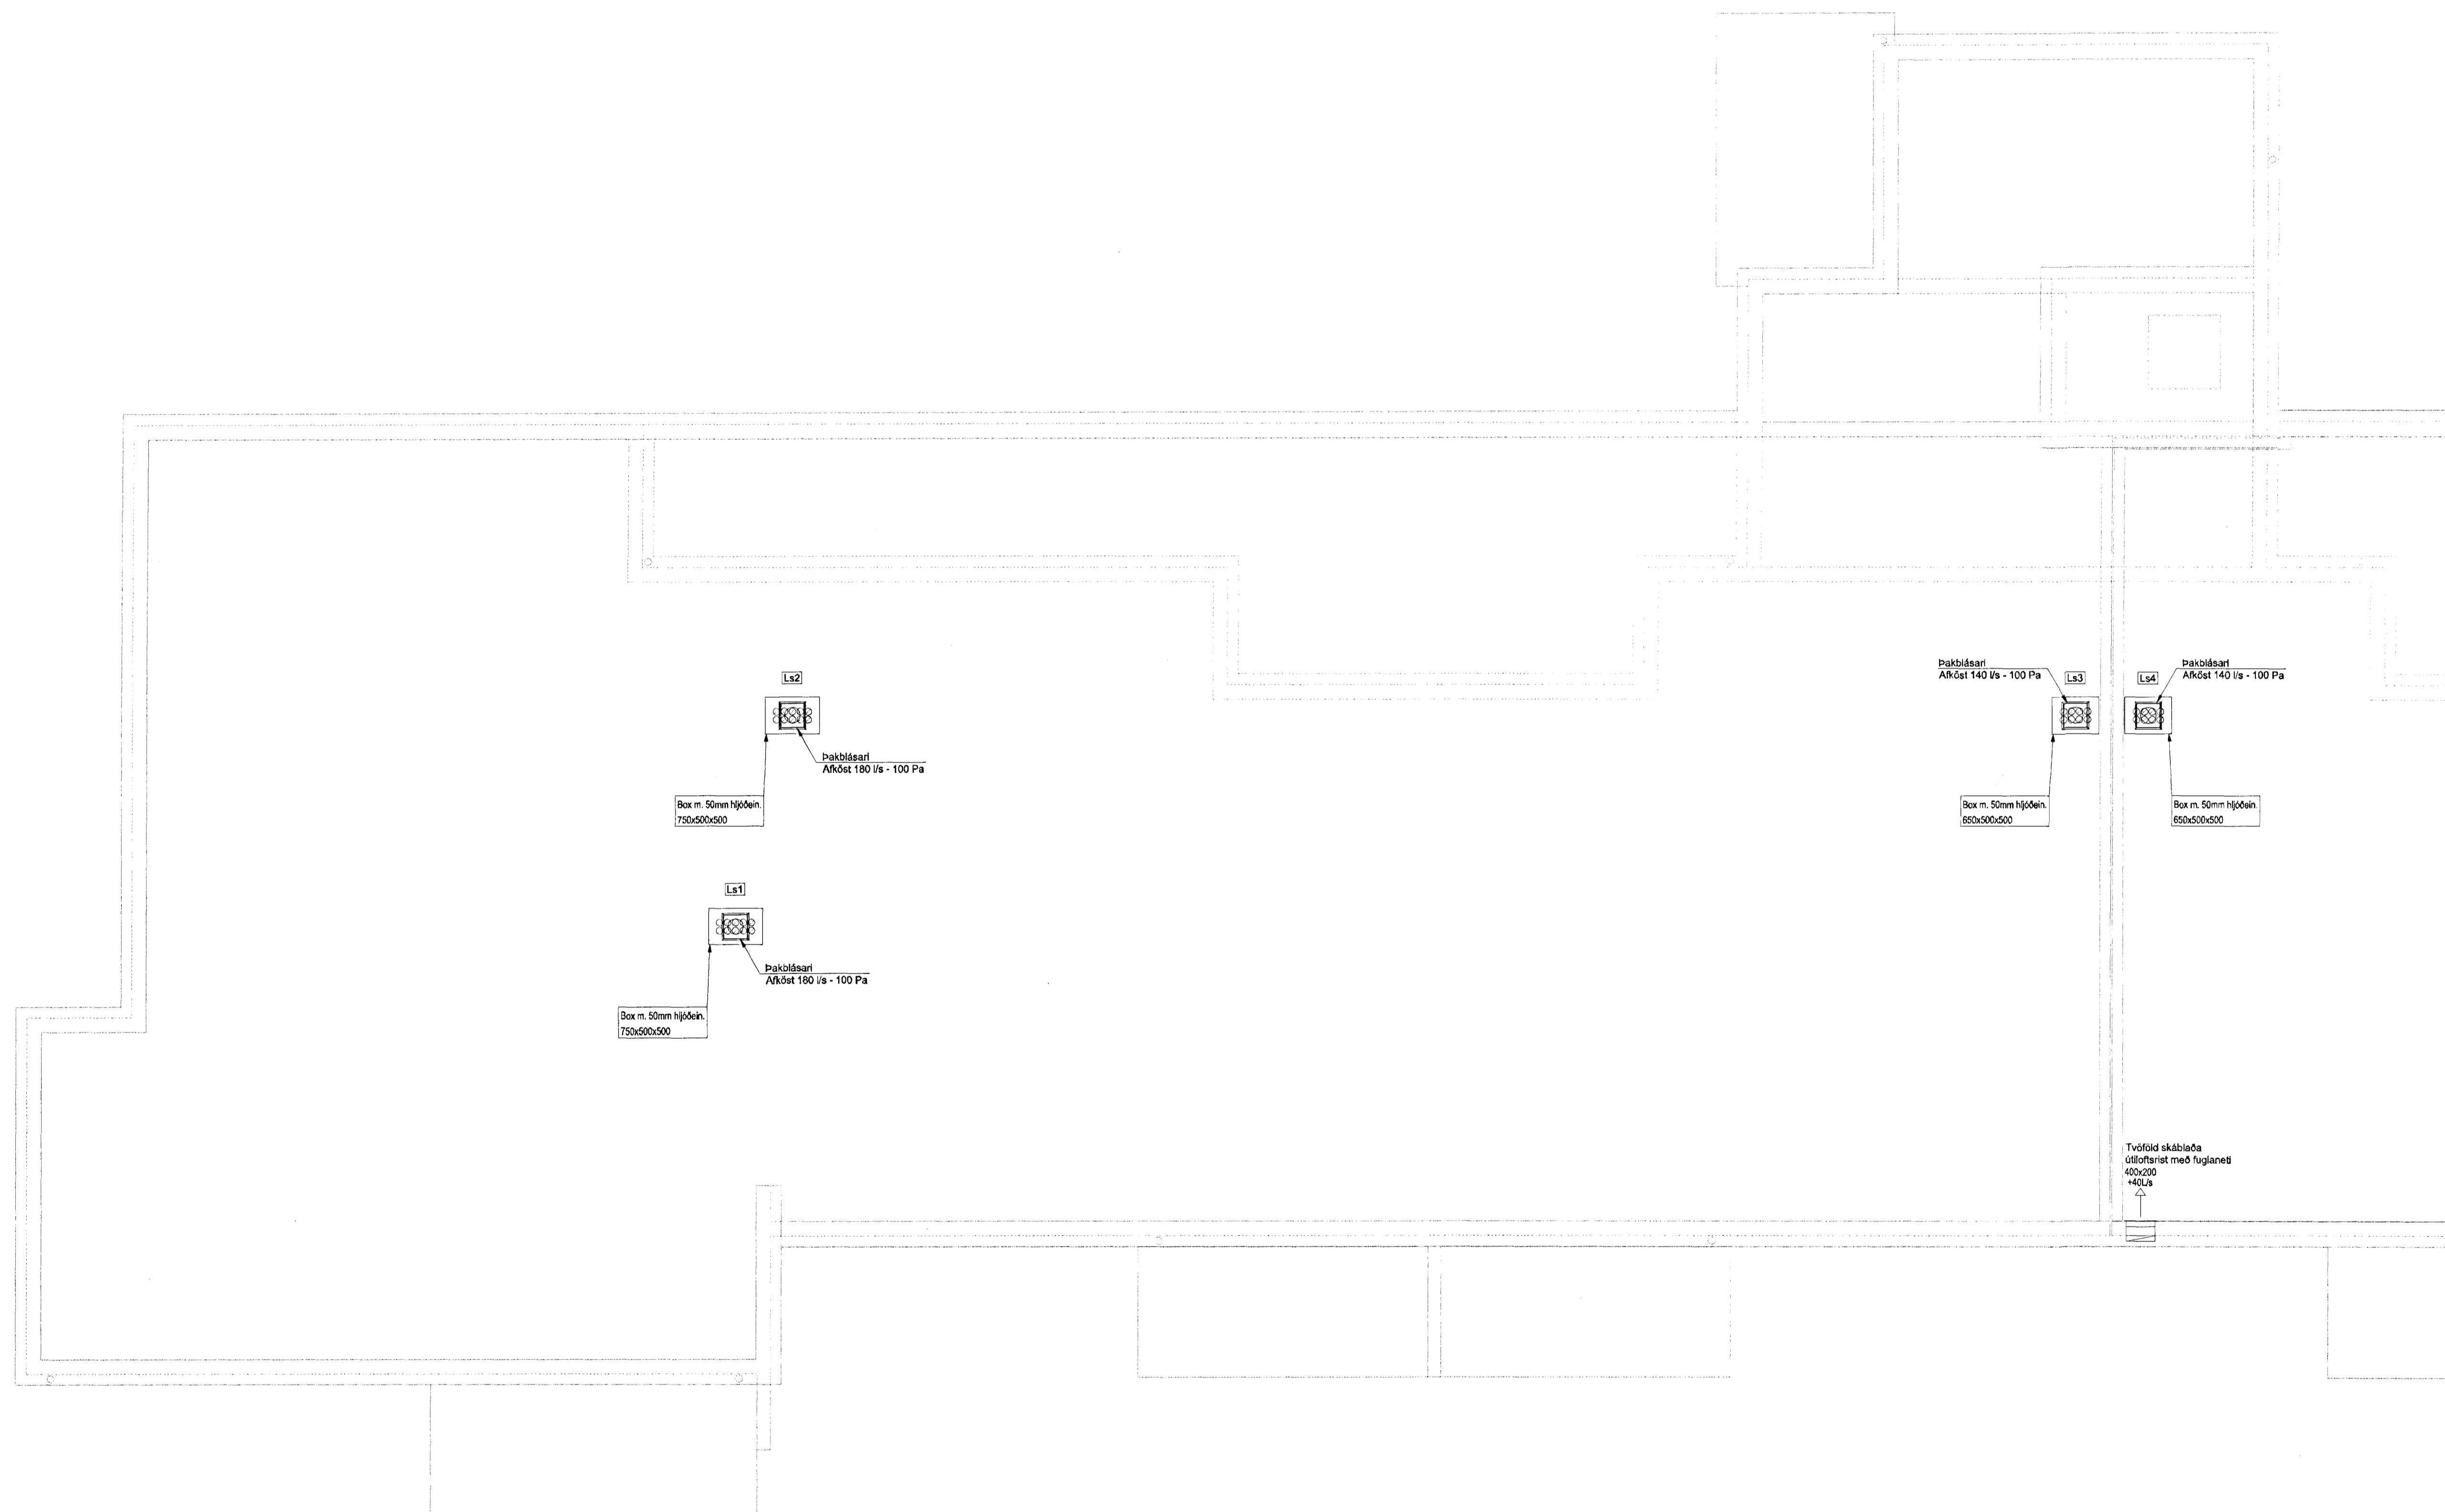 Ls2
Þakblásari
Afköst 180 l/s - 100 Pa
Box m. 50mm hljóðein.
750x500x500
Ls1
Þakblásari
Afköst 180 l/s - 100 Pa
Box m. 50mm hljóðein.
750x500x500
Þakblásari
Afköst 140 l/s - 100 Pa
Ls3
Box m. 50mm hljóðein.
650x500x500
Ls4
Þakblásari
Afköst 140 l/s - 100 Pa
Box m. 50mm hljóðein.
650x500x500
Tvöföld skáblaða
útiloftsrist með fuglaneti
400x200
+40L/s